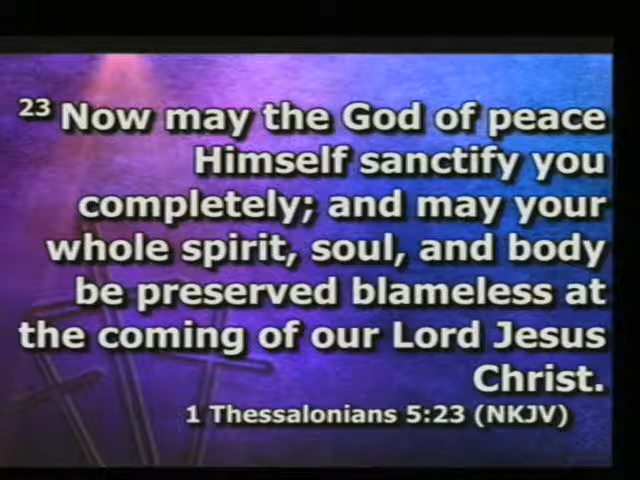 23 Now may the God of peace
Himself sanctify you
completely; and may your
whole spirit, soul, and body
be preserved blameless at
the coming of our Lord Jesus
Christ.
1 Thessalonians 5:23 (NKJV)